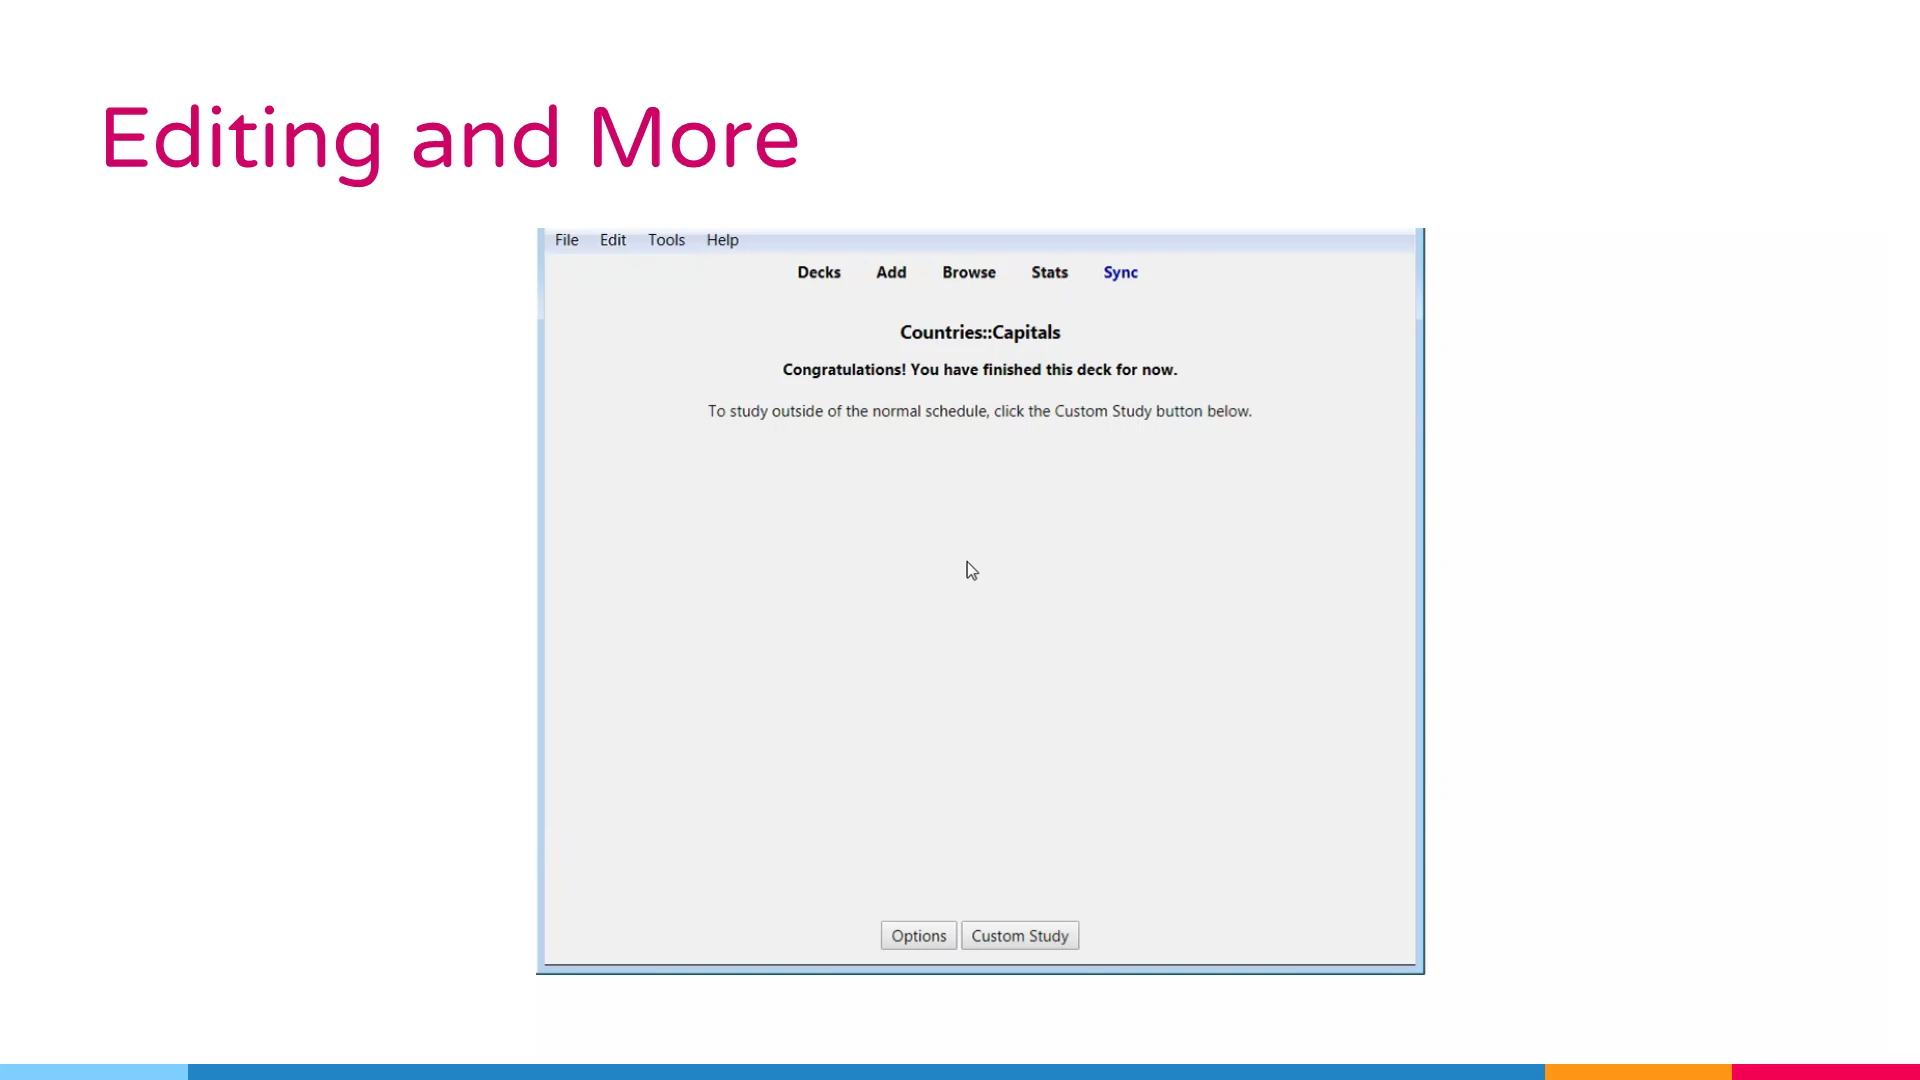 Editing and More
File Edit Tools Help
Decks Add Browse Stats Sync
Countries::Capitals
Congratulations! You have finished this deck for now.
To study outside of the normal schedule, click the Custom Study button below.
Options Custom Study